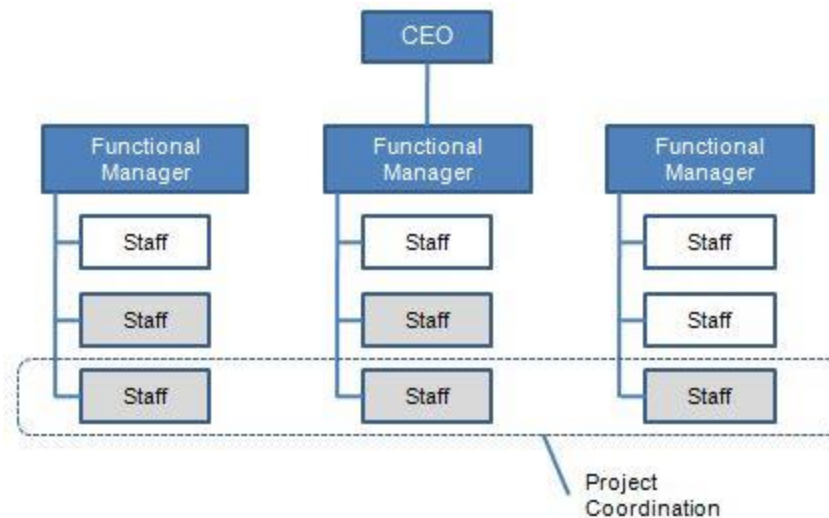 CEO
Functional
Manager
Functional
Manager
Functional
Manager
Staff
Staff
Staff
Staff
Staff
Staff
Staff
Staff
Staff
Project
Coordination